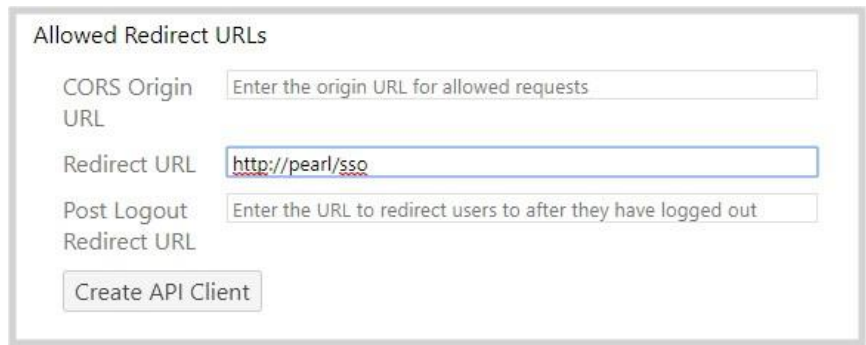 Allowed Redirect URLs
CORS Origin Enter the origin URL for allowed requests
URL
Redirect URL http://pearl/sso
Post Logout Enter the URL to redirect users to after they have logged out
Redirect URL
Create API Client